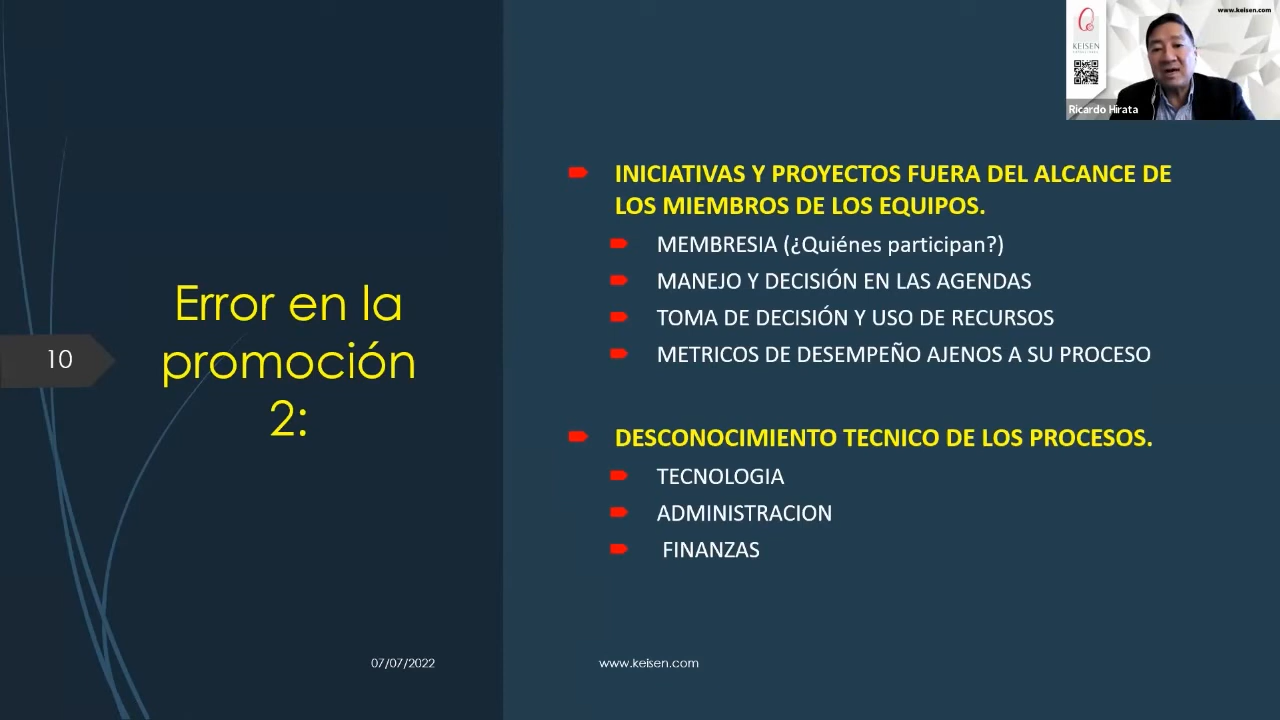 www.keisen.com
KEISEN
Ricardo Hirata
Error en la
promoción
2:
10
INICIATIVAS Y PROYECTOS FUERA DEL ALCANCE DE
LOS MIEMBROS DE LOS EQUIPOS.
MEMBRESIA (¿Quiénes participan?)
MANEJO Y DECISIÓN EN LAS AGENDAS
TOMA DE DECISIÓN Y USO DE RECURSOS
METRICOS DE DESEMPEÑO AJENOS A SU PROCESO
DESCONOCIMIENTO TECNICO DE LOS PROCESOS.
TECNOLOGIA
ADMINISTRACION
FINANZAS
07/07/2022
www.keisen.com